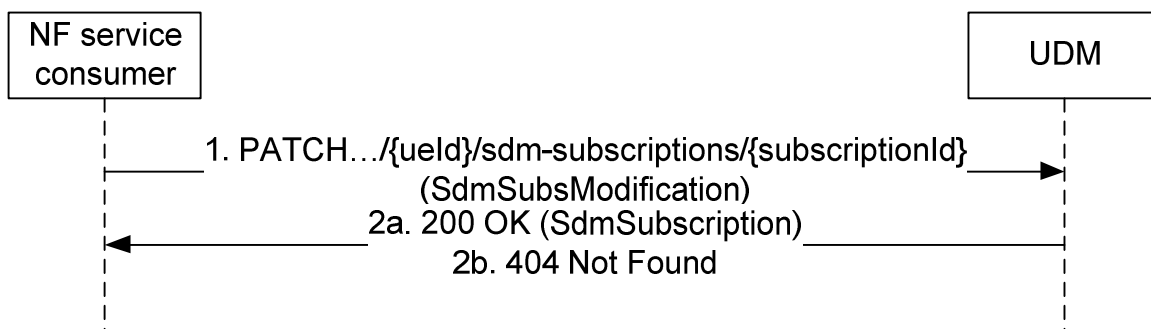 NF service
consumer
UDM
1. PATCH…/{ueId}/sdm-subscriptions/{subscriptionId}
(SdmSubsModification)
2a. 200 OK (SdmSubscription)
2b. 404 Not Found